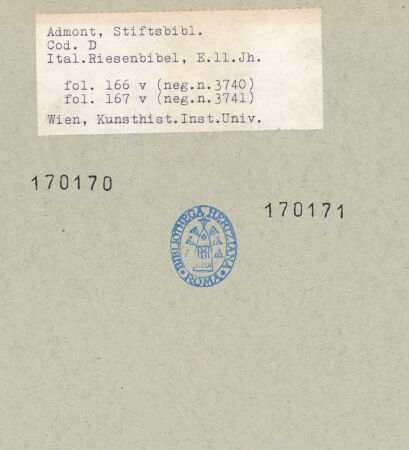 Admont, Stiftsbibl.
Cod. D
Ital.Riesenbibel, E.ll.Jh.
fol. 166 v (neg.n.3740)
fol. 167 v (neg.n.3741)
Wien, Kunsthist.Inst.Univ.
170170
170171
BIBLIOTHECA HERTZIANA
ROMA